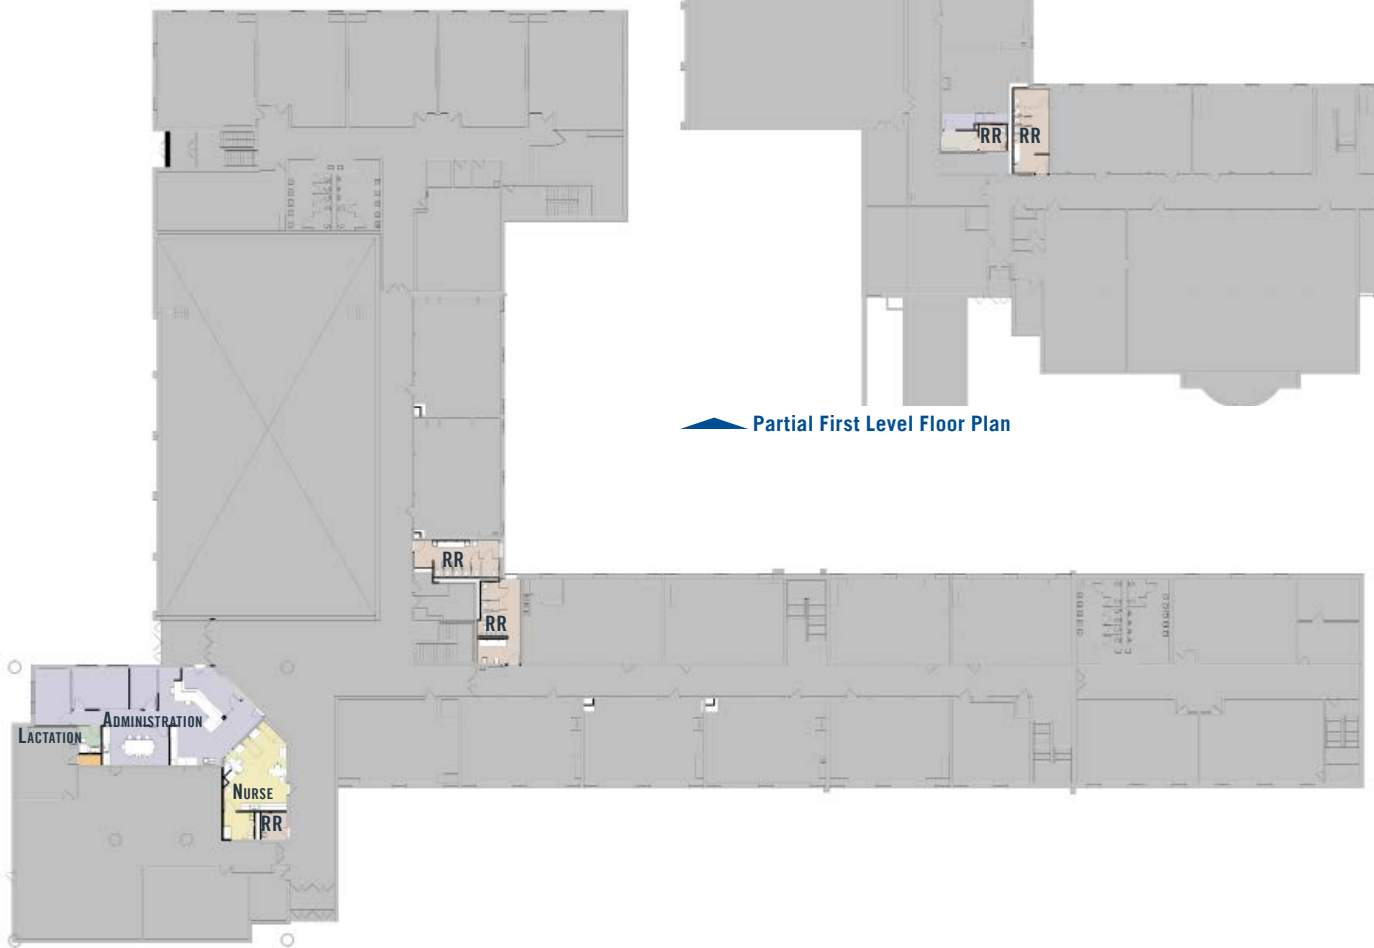 RR RR
Partial First Level Floor Plan
RR
RR
ADMINISTRATION
LACTATION
NURSE
RR